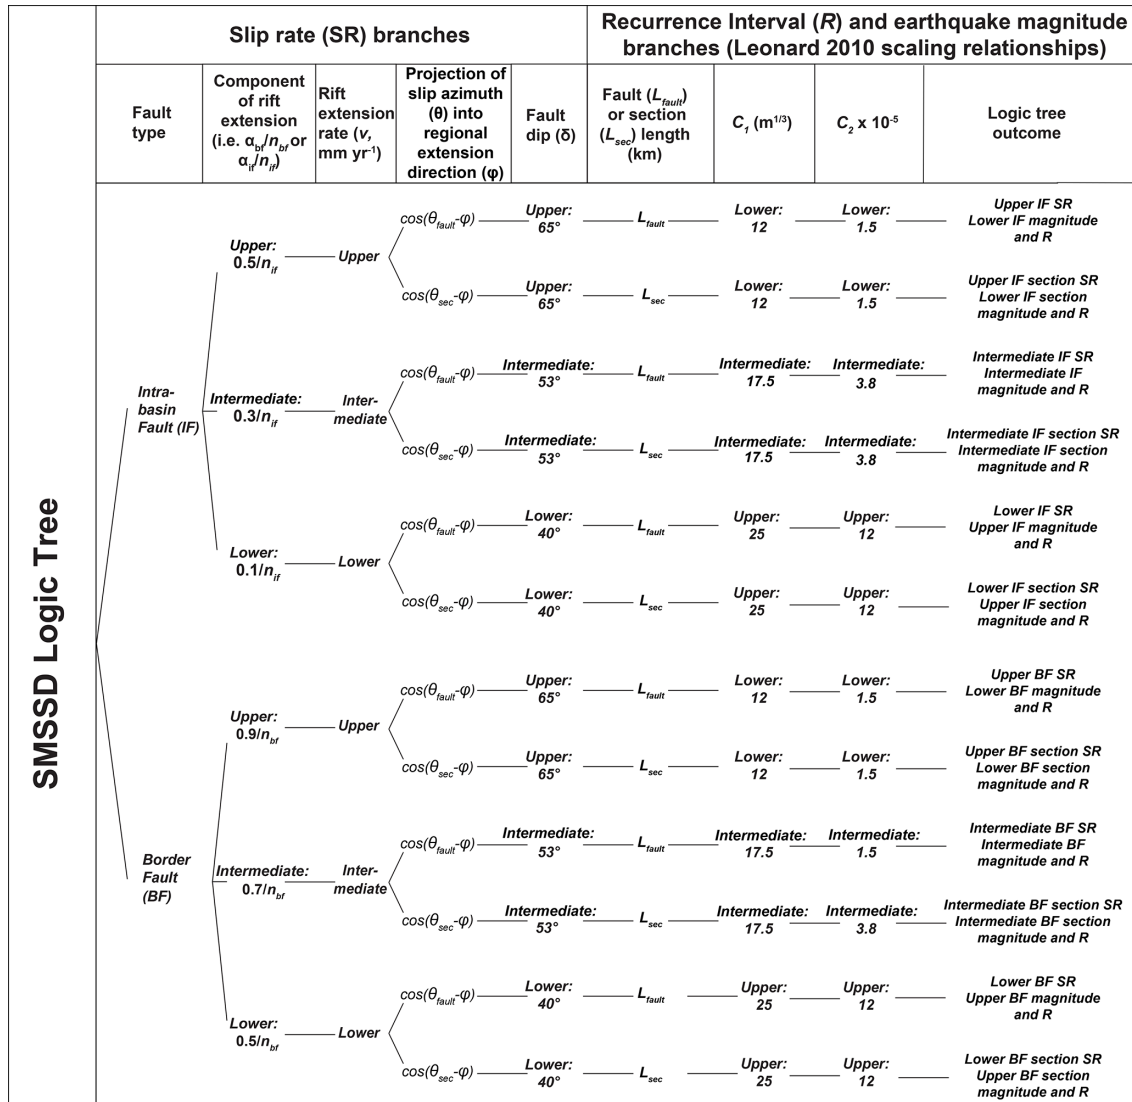 SMSSD Logic Tree
Slip rate (SR) branches
Recurrence Interval (R) and earthquake magnitude
branches (Leonard 2010 scaling relationships)
Fault
type
Component
of rift
extension
(i.e. αbf/nbf or
αif/nif)
Rift
extension
rate (v,
mm yr-1)
Projection of
slip azimuth
(θ) into
regional
extension
direction (φ)
Fault
dip (δ)
Fault (Lfault)
or section
(Lsec) length
(km)
C1 (m1/3)
C2 x 10-5
Logic tree
outcome
Intra-
basin
Fault (IF)
Upper:
0.5/nif
Upper
cos(θfault-φ)
Upper:
65°
Lfault
Lower:
12
Lower:
1.5
Upper IF SR
Lower IF magnitude
and R
cos(θsec-φ)
Upper:
65°
Lsec
Lower:
12
Lower:
1.5
Upper IF section SR
Lower IF section
magnitude and R
Intermediate:
0.3/nif
Inter-
mediate
cos(θfault-φ)
Intermediate:
53°
Lfault
Intermediate:
17.5
Intermediate:
3.8
Intermediate IF SR
Intermediate IF
magnitude and R
cos(θsec-φ)
Intermediate:
53°
Lsec
Intermediate:
17.5
Intermediate:
3.8
Intermediate IF section SR
Intermediate IF section
magnitude and R
Lower:
0.1/nif
Lower
cos(θfault-φ)
Lower:
40°
Lfault
Upper:
25
Upper:
12
Lower IF SR
Upper IF magnitude
and R
cos(θsec-φ)
Lower:
40°
Lsec
Upper:
25
Upper:
12
Lower IF section SR
Upper IF section
magnitude and R
Border
Fault
(BF)
Upper:
0.9/nbf
Upper
cos(θfault-φ)
Upper:
65°
Lfault
Lower:
12
Lower:
1.5
Upper BF SR
Lower BF magnitude
and R
cos(θsec-φ)
Upper:
65°
Lsec
Lower:
12
Lower:
1.5
Upper BF section SR
Lower BF section
magnitude and R
Intermediate:
0.7/nbf
Inter-
mediate
cos(θfault-φ)
Intermediate:
53°
Lfault
Intermediate:
17.5
Intermediate:
1.5
Intermediate BF SR
Intermediate BF
magnitude and R
cos(θsec-φ)
Intermediate:
53°
Lsec
Intermediate:
17.5
Intermediate:
3.8
Intermediate BF section SR
Intermediate BF section
magnitude and R
Lower:
0.5/nbf
Lower
cos(θfault-φ)
Lower:
40°
Lfault
Upper:
25
Upper:
12
Lower BF SR
Upper BF magnitude
and R
cos(θsec-φ)
Lower:
40°
Lsec
Upper:
25
Upper:
12
Lower BF section SR
Upper BF section
magnitude and R